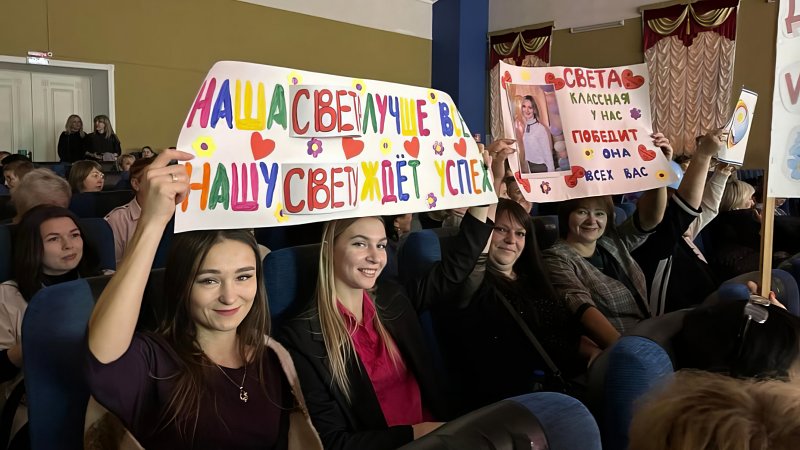 НАША СВЕТА ЛУЧШЕ ВСЕХ
НАШУ СВЕТУ ЖДЁТ УСПЕХ
СВЕТА
КЛАССНАЯ
У НАС
ПОБЕДИТ
ОНА
ВСЕХ ВАС